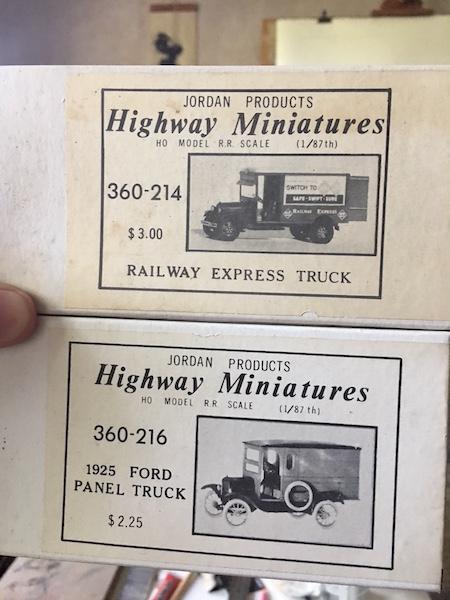 JORDAN PRODUCTS
Highway Miniatures
HO MODEL R.R. SCALE (1/87th)
360-214
$3.00
SWITCH TO
SAFE·SWIFT·SURE
RAILWAY EXPRESS
RAILWAY EXPRESS TRUCK
JORDAN PRODUCTS
Highway Miniatures
HO MODEL R.R. SCALE (1/87th)
360-216
1925 FORD
PANEL TRUCK
$2.25